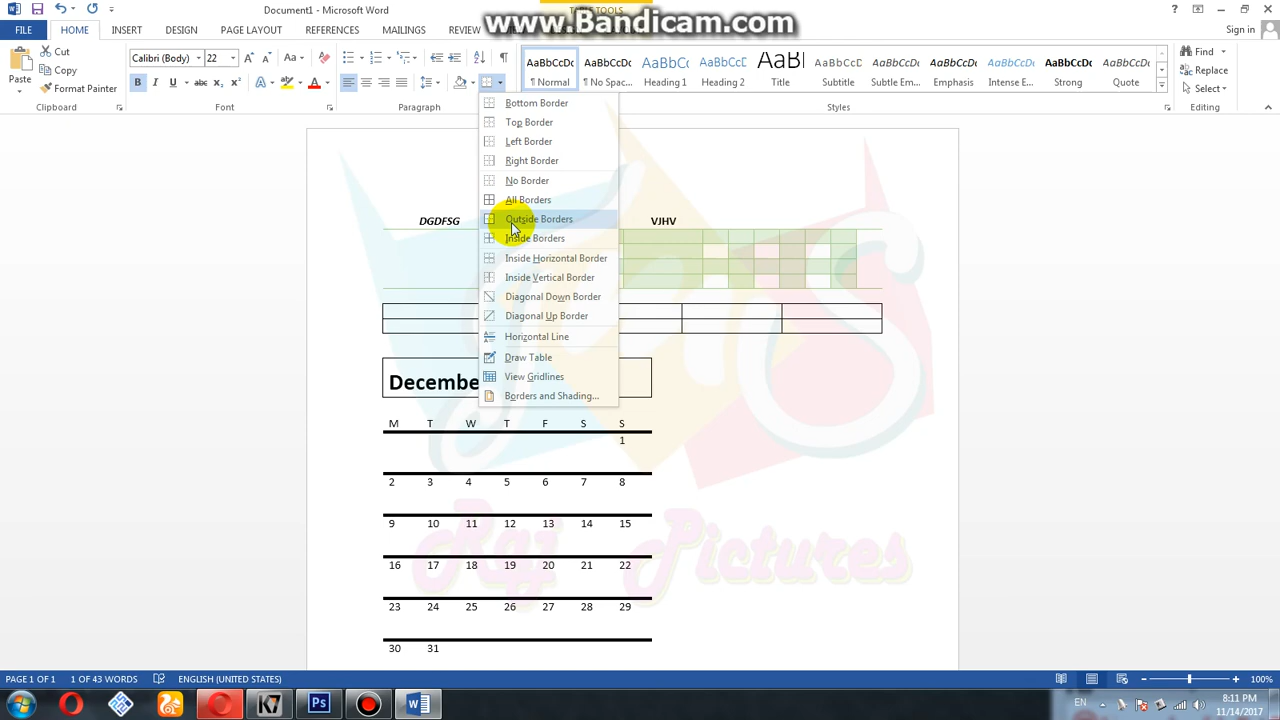 Document1 - Microsoft Word
TABLE TOOLS
www.Bandicam.com
Sign in
FILE HOME INSERT DESIGN PAGE LAYOUT REFERENCES MAILINGS REVIEW
Paste
Cut
Copy
Format Painter
Clipboard
Calibri (Body) 22
Font
Paragraph
AaBbCcDc AaBbCcDc AaBbCc AaBbCcC AaBl AaBbCcC AaBbCcDc AaBbCcDc AaBbCcDc AaBbCcDc AaBbCcDc
¶ Normal ¶ No Spac... Heading 1 Heading 2 Title Subtitle Subtle Em... Emphasis Intense E... Strong Quote
Styles
Find
Replace
Select
Editing
Bottom Border
Top Border
Left Border
Right Border
No Border
All Borders
Outside Borders
Inside Borders
Inside Horizontal Border
Inside Vertical Border
Diagonal Down Border
Diagonal Up Border
Horizontal Line
Draw Table
View Gridlines
Borders and Shading...
DGDFSG VJHV
Decembe
M T W T F S S
1
2 3 4 5 6 7 8
9 10 11 12 13 14 15
16 17 18 19 20 21 22
23 24 25 26 27 28 29
30 31
Raj Pictures
PAGE 1 OF 1 1 OF 43 WORDS ENGLISH (UNITED STATES)
100%
EN
8:11 PM
11/14/2017